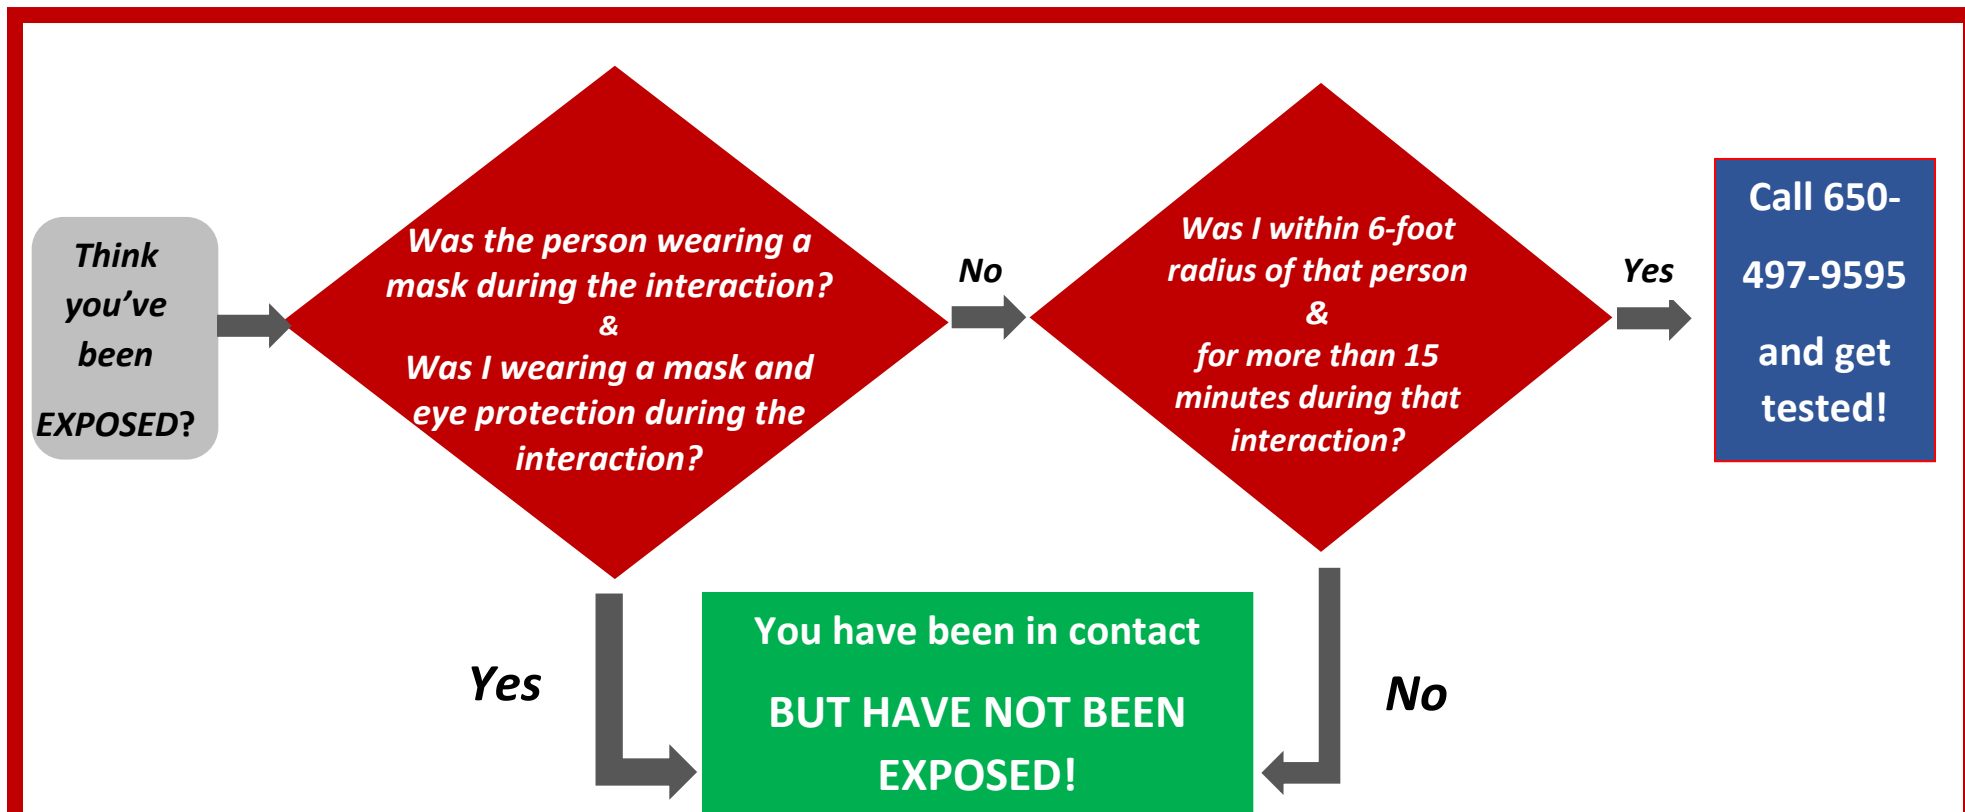 Think
you’ve
been
EXPOSED?
Was the person wearing a
mask during the interaction?
&
Was I wearing a mask and
eye protection during the
interaction?
No
Was I within 6-foot
radius of that person
&
for more than 15
minutes during that
interaction?
Yes
Call 650-
497-9595
and get
tested!
Yes
You have been in contact
BUT HAVE NOT BEEN
EXPOSED!
No